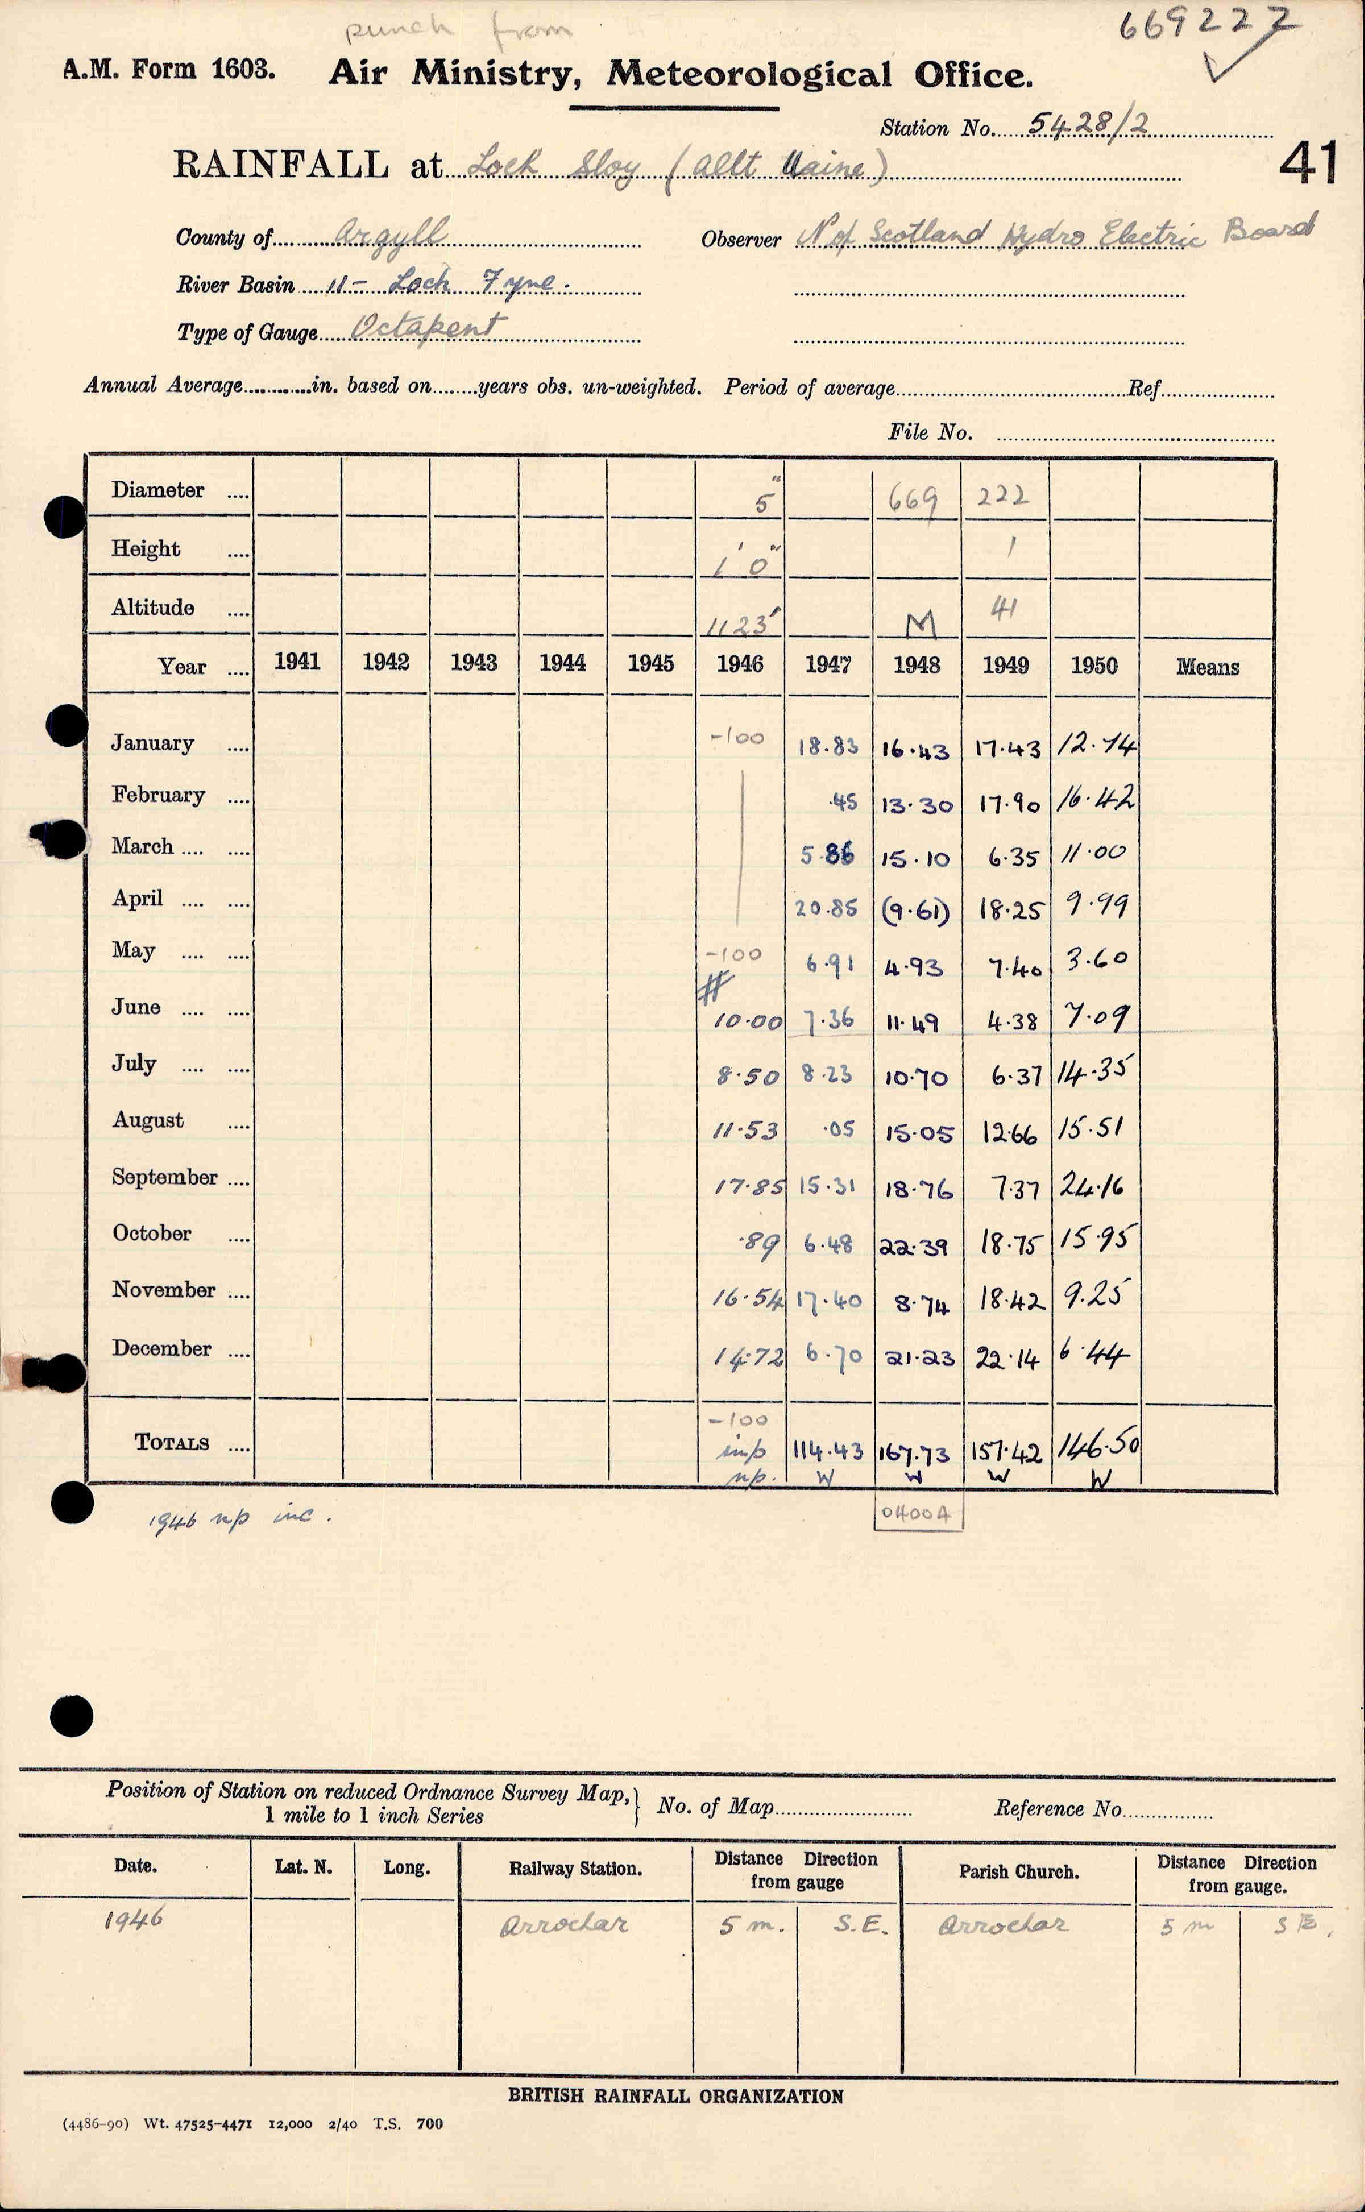 punch from
669222
A.M. Form 1603. Air Ministry, Meteorological Office.
Station No. 5428/2
41
RAINFALL at Loch Sloy (Allt Uaine)
County of Argyll Observer N of Scotland Hydro Electric Board
River Basin 11 - Loch Fyne.
Type of Gauge Octapent
Annual Average in. based on years obs. un-weighted. Period of average Ref.
File No.
Diameter 5" 669 222
Height 1' 0" 1
Altitude 1123' M 41
Year 1941 1942 1943 1944 1945 1946 1947 1948 1949 1950 Means
January -100 18.83 16.43 17.43 12.74
February .45 13.30 17.90 16.42
March 5.86 15.10 6.35 11.00
April 20.85 (9.61) 18.25 9.99
May -100 6.91 4.93 7.40 3.60
June # 10.00 7.36 11.49 4.38 7.09
July 8.50 8.23 10.70 6.37 14.35
August 11.53 .05 15.05 12.66 15.51
September 17.85 15.31 18.76 7.37 24.16
October .89 6.48 22.39 18.75 15.95
November 16.54 17.40 8.74 18.42 9.25
December 14.72 6.70 21.23 22.14 6.44
-100
TOTALS imp 114.43 167.73 157.42 146.50
np. W W W W
1946 np inc. 0400A
Position of Station on reduced Ordnance Survey Map,} No. of Map Reference No.
1 mile to 1 inch Series
Date. Lat. N. Long. Railway Station. Distance Direction from gauge Parish Church. Distance Direction from gauge.
1946 Arrochar 5 m. S.E. Arrochar 5 m S E.
BRITISH RAINFALL ORGANIZATION
(4486-90) Wt. 47525-4471 12,000 2/40 T.S. 700